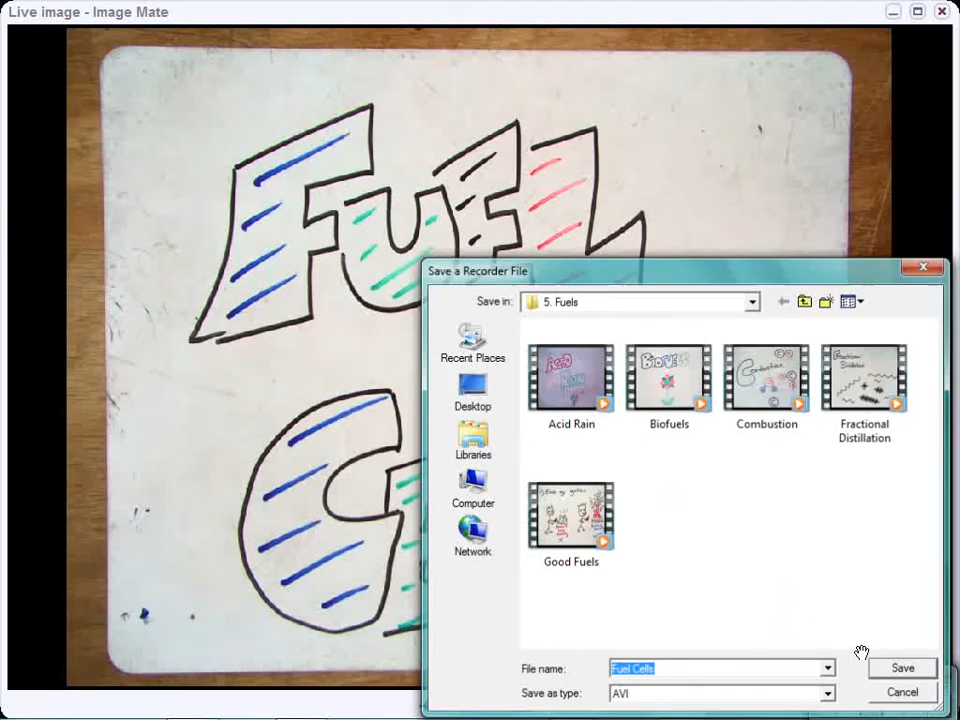 Live image - Image Mate
FUEL
C
Save a Recorder File
Save in:
5. Fuels
Recent Places
Desktop
Libraries
Computer
Network
Acid Rain
Biofuels
Combustion
Fractional
Distillation
Good Fuels
File name:
Fuel Cells
Save
Save as type:
AVI
Cancel